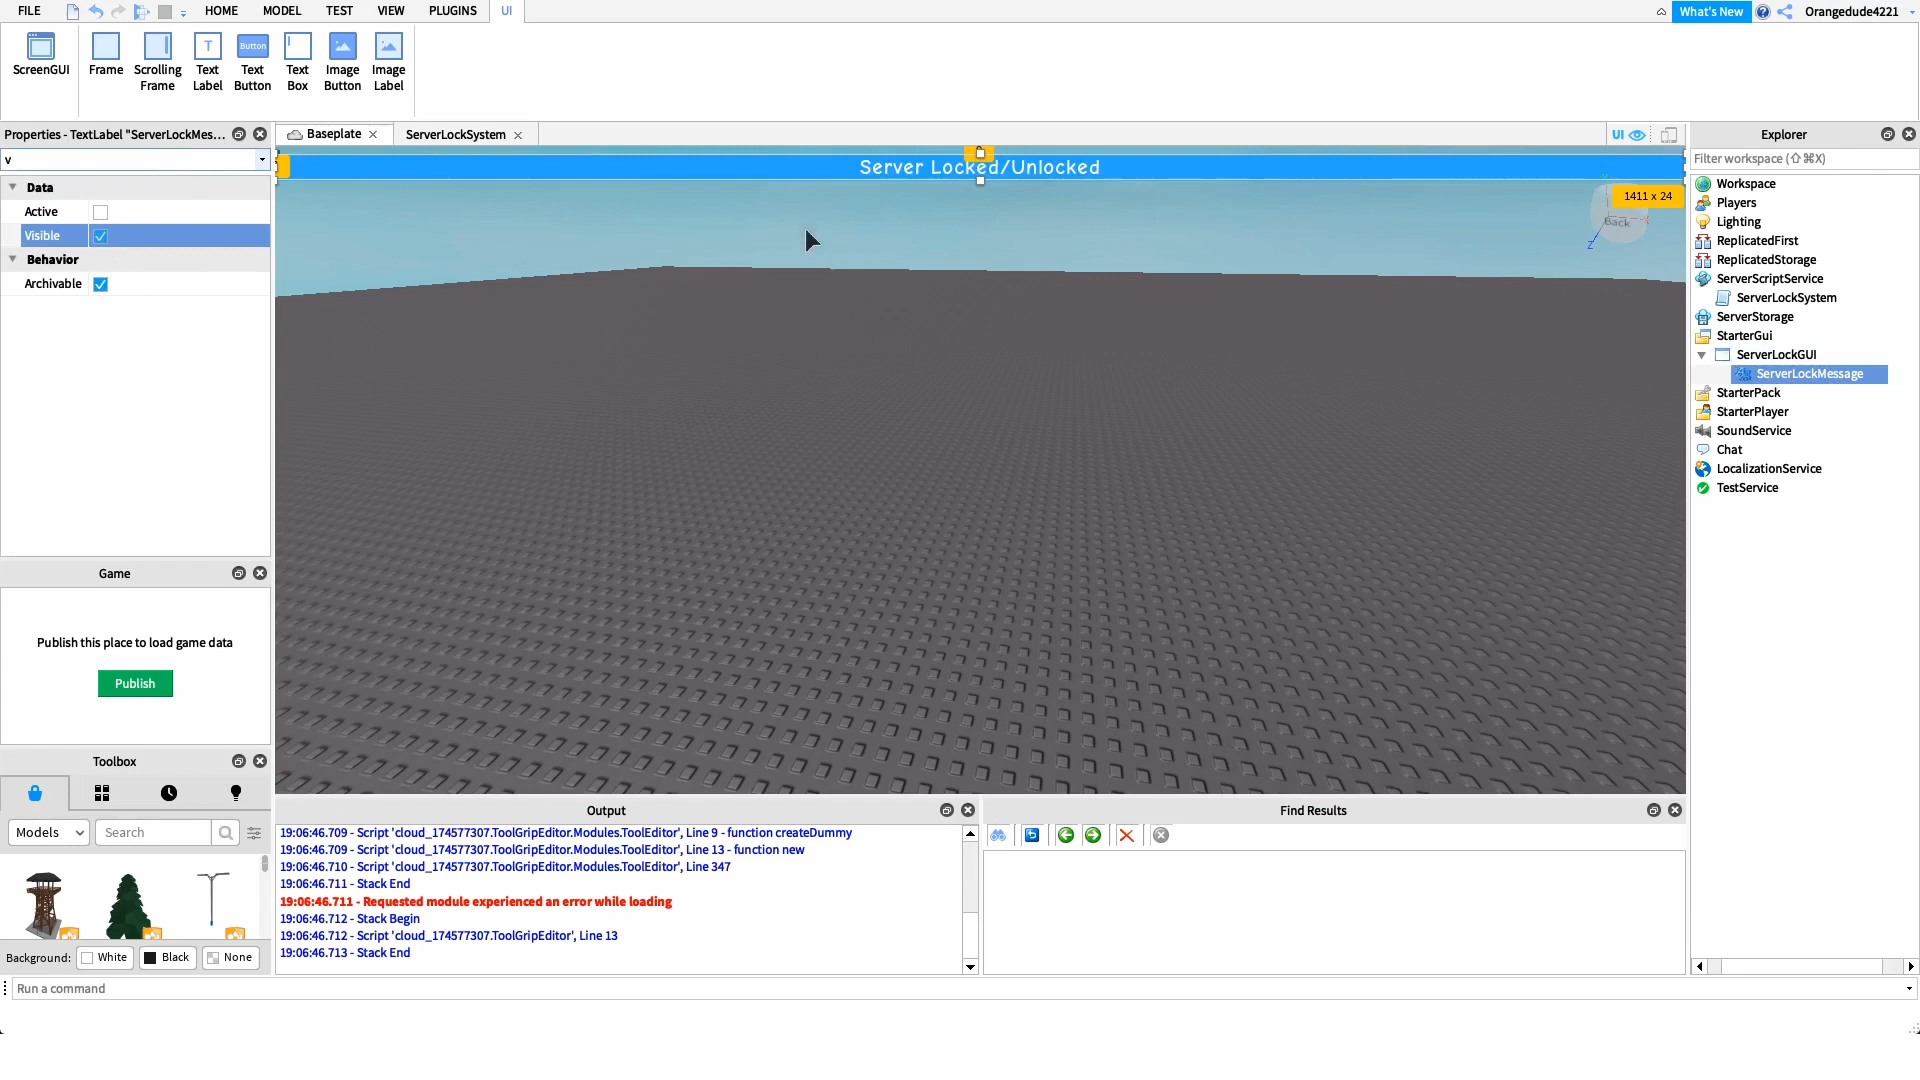 FILE HOME MODEL TEST VIEW PLUGINS UI What's New Orangedude4221
ScreenGUI
Frame
Scrolling
Frame
Text
Label
Button
Text
Button
Text
Box
Image
Button
Image
Label
Properties - TextLabel "ServerLockMes...
v
Data
Active
Visible
Behavior
Archivable
Game
Publish this place to load game data
Publish
Toolbox
Models
Search
Background: White Black None
Baseplate
ServerLockSystem
UI
Server Locked/Unlocked
1411 x 24
Back
X
Z
Output
19:06:46.709 - Script 'cloud_174577307.ToolGripEditor.Modules.ToolEditor', Line 9 - function createDummy
19:06:46.709 - Script 'cloud_174577307.ToolGripEditor.Modules.ToolEditor', Line 13 - function new
19:06:46.710 - Script 'cloud_174577307.ToolGripEditor.Modules.ToolEditor', Line 347
19:06:46.711 - Stack End
19:06:46.711 - Requested module experienced an error while loading
19:06:46.712 - Stack Begin
19:06:46.712 - Script 'cloud_174577307.ToolGripEditor', Line 13
19:06:46.713 - Stack End
Find Results
Explorer
Filter workspace (⇧⌘X)
Workspace
Players
Lighting
ReplicatedFirst
ReplicatedStorage
ServerScriptService
ServerLockSystem
ServerStorage
StarterGui
ServerLockGUI
ServerLockMessage
StarterPack
StarterPlayer
SoundService
Chat
LocalizationService
TestService
Run a command